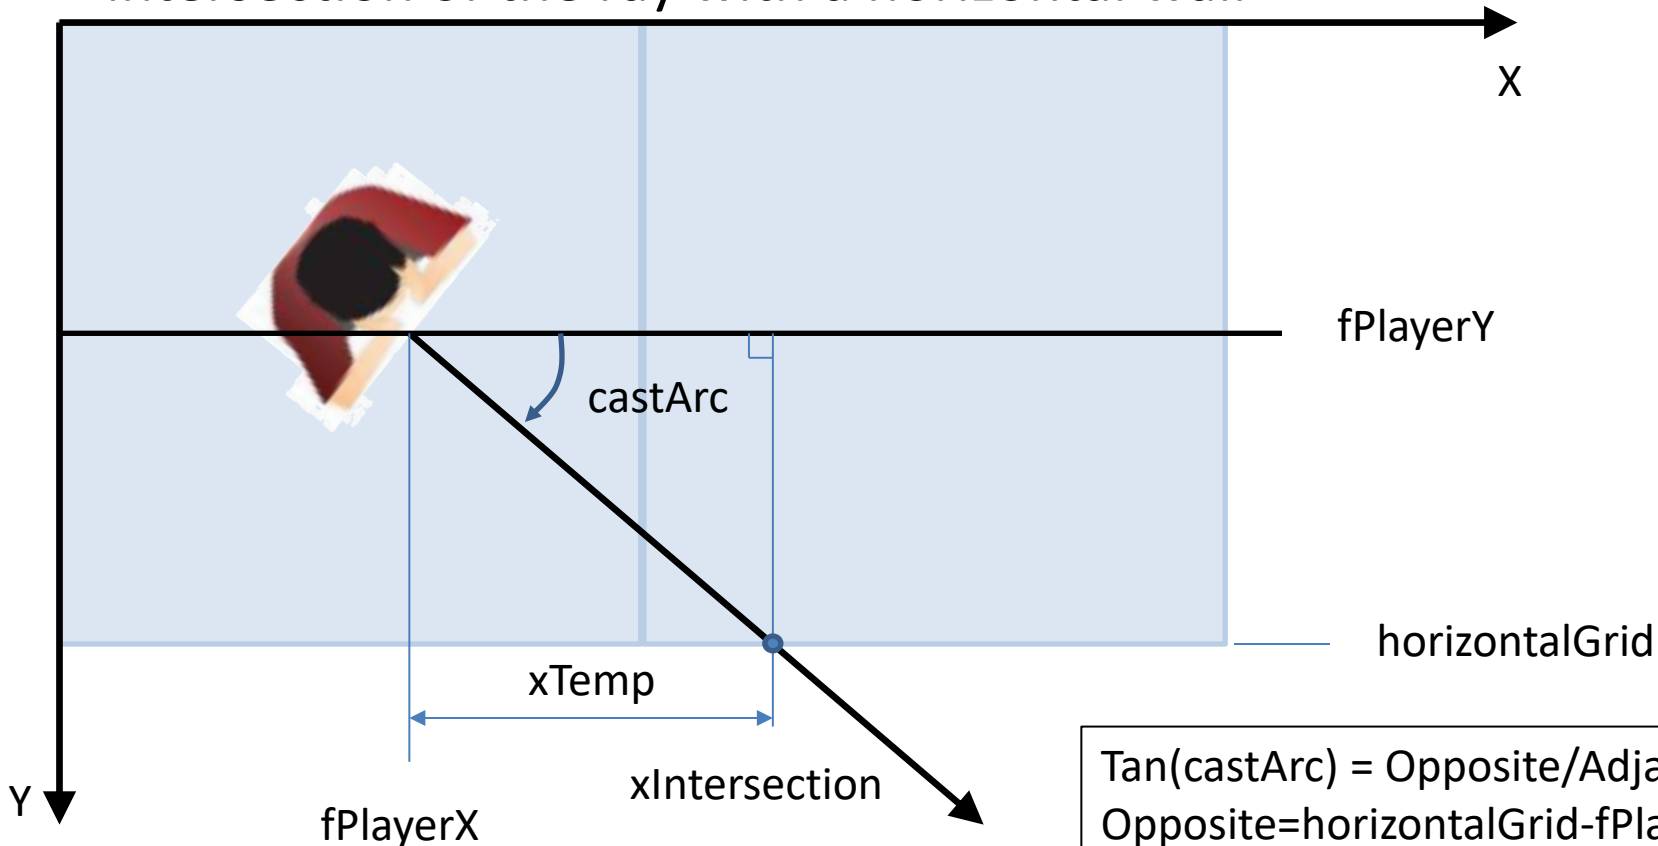 X
fPlayerY
castArc
horizontalGrid
xTemp
xIntersection
Y
fPlayerX
Tan(castArc) = Opposite/Adja
Opposite=horizontalGrid-fPla